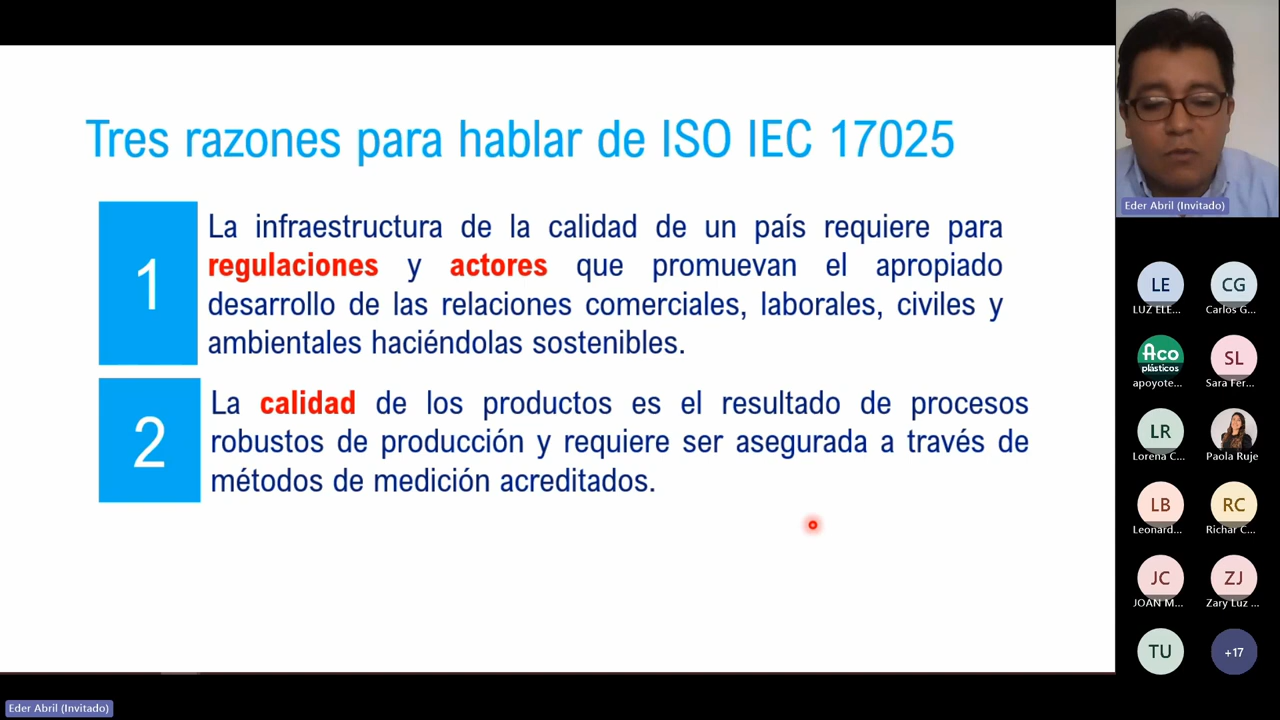 Tres razones para hablar de ISO IEC 17025
1
La infraestructura de la calidad de un país requiere para
regulaciones y actores que promuevan el apropiado
desarrollo de las relaciones comerciales, laborales, civiles y
ambientales haciéndolas sostenibles.
2
La calidad de los productos es el resultado de procesos
robustos de producción y requiere ser asegurada a través de
métodos de medición acreditados.
Eder Abril (Invitado)
LE
LUZ ELE...
CG
Carlos G...
Aco
plásticos
apoyote...
SL
Sara Fer...
LR
Lorena C...
Paola Ruje
LB
Leonard...
RC
Richar C...
JC
JOAN M...
ZJ
Zary Luz ...
TU
+17
Eder Abril (Invitado)